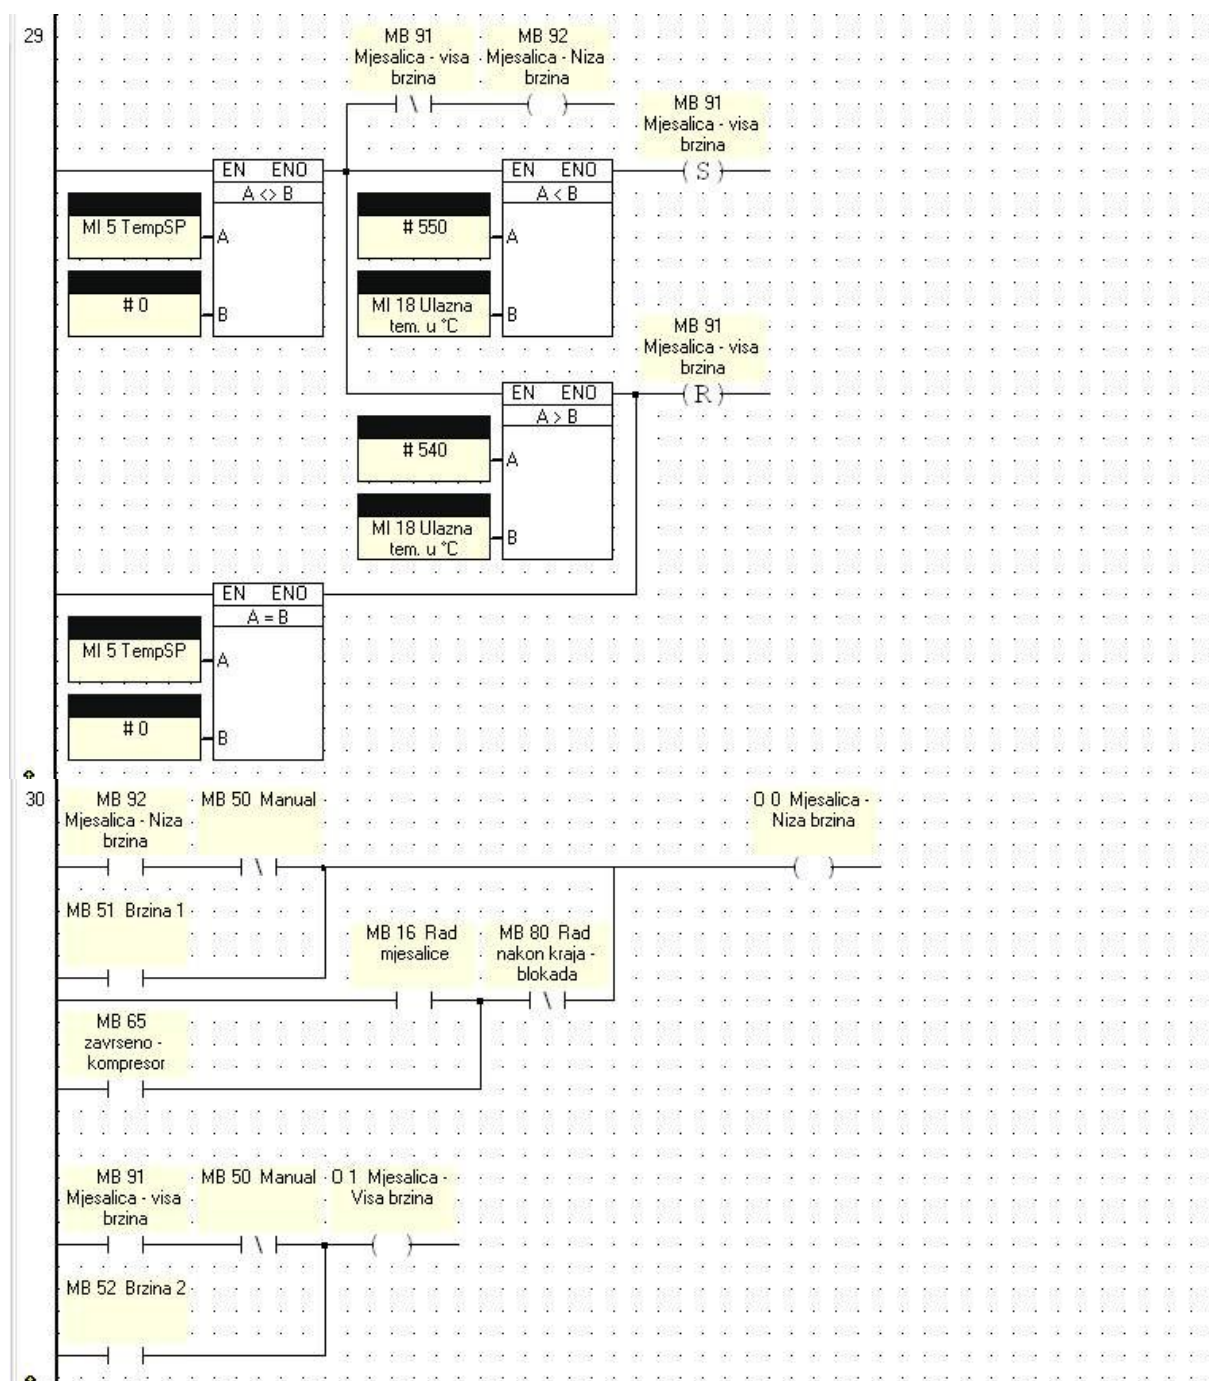 29
MB 91
Mjesalica - visa
brzina
MB 92
Mjesalica - Niza
brzina
MB 91
Mjesalica - visa
brzina
( S )
EN ENO
A <> B
MI 5 TempSP
A
# 0
B
EN ENO
A < B
# 550
A
MI 18 Ulazna
tem. u °C
B
MB 91
Mjesalica - visa
brzina
( R )
EN ENO
A > B
# 540
A
MI 18 Ulazna
tem. u °C
B
EN ENO
A = B
MI 5 TempSP
A
# 0
B
30
MB 92
Mjesalica - Niza
brzina
MB 50 Manual
O 0 Mjesalica -
Niza brzina
MB 51 Brzina 1
MB 16 Rad
mjesalice
MB 80 Rad
nakon kraja -
blokada
MB 65
zavrseno -
kompresor
MB 91
Mjesalica - visa
brzina
MB 50 Manual
O 1 Mjesalica -
Visa brzina
MB 52 Brzina 2